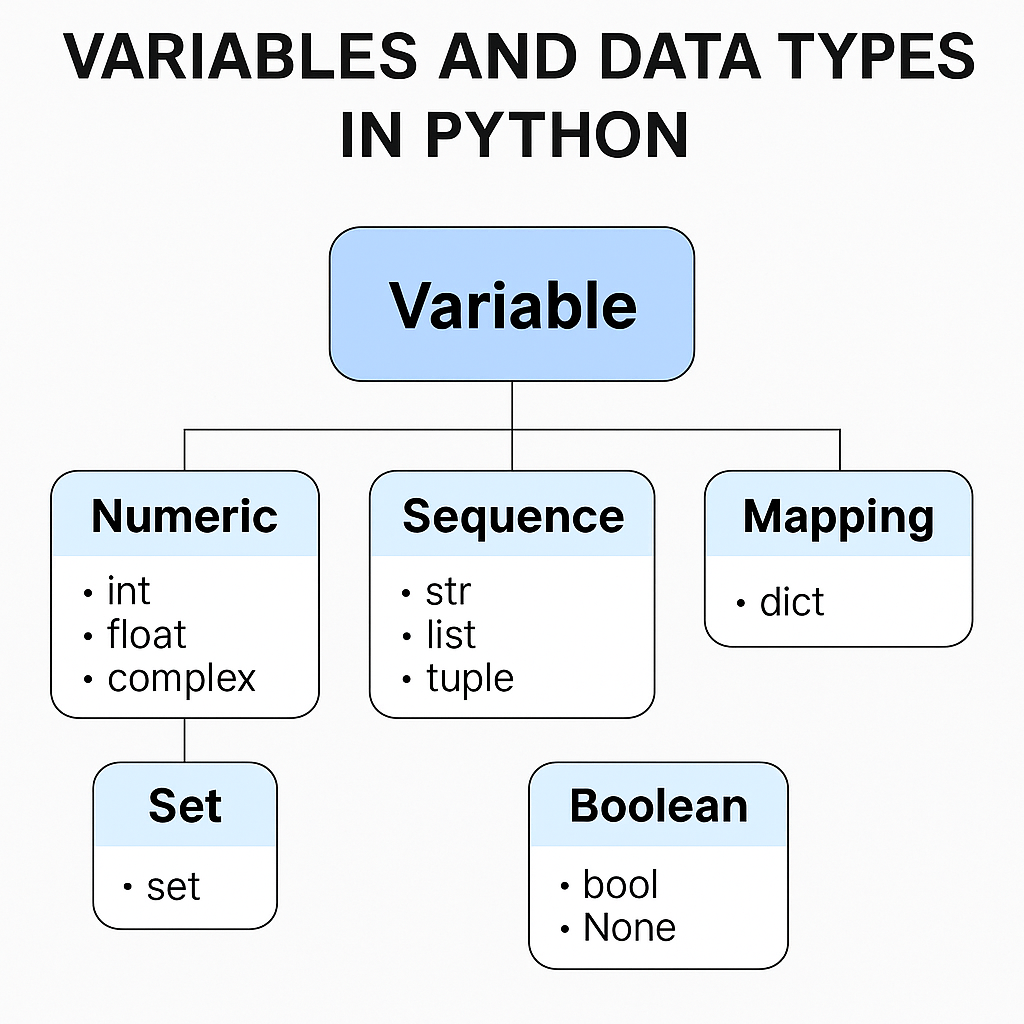 VARIABLES AND DATA TYPES
IN PYTHON
Variable
Numeric
• int
• float
• complex
Sequence
• str
• list
• tuple
Mapping
• dict
Set
• set
Boolean
• bool
• None